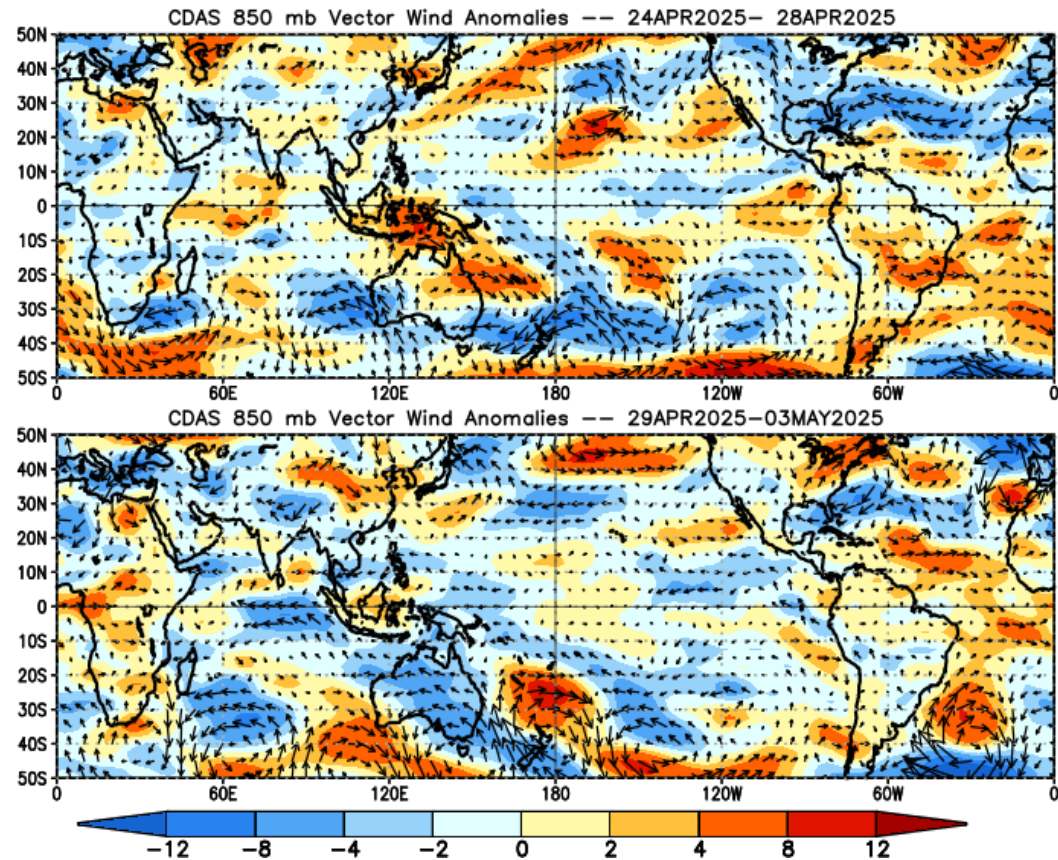 CDAS 850 mb Vector Wind Anomalies -- 24APR2025- 28APR2025
50N
40N
30N
20N
10N
0
10S
20S
30S
40S
50S
0 60E 120E 180 120W 60W 0
CDAS 850 mb Vector Wind Anomalies -- 29APR2025-03MAY2025
50N
40N
30N
20N
10N
0
10S
20S
30S
40S
50S
0 60E 120E 180 120W 60W 0
-12 -8 -4 -2 0 2 4 8 12